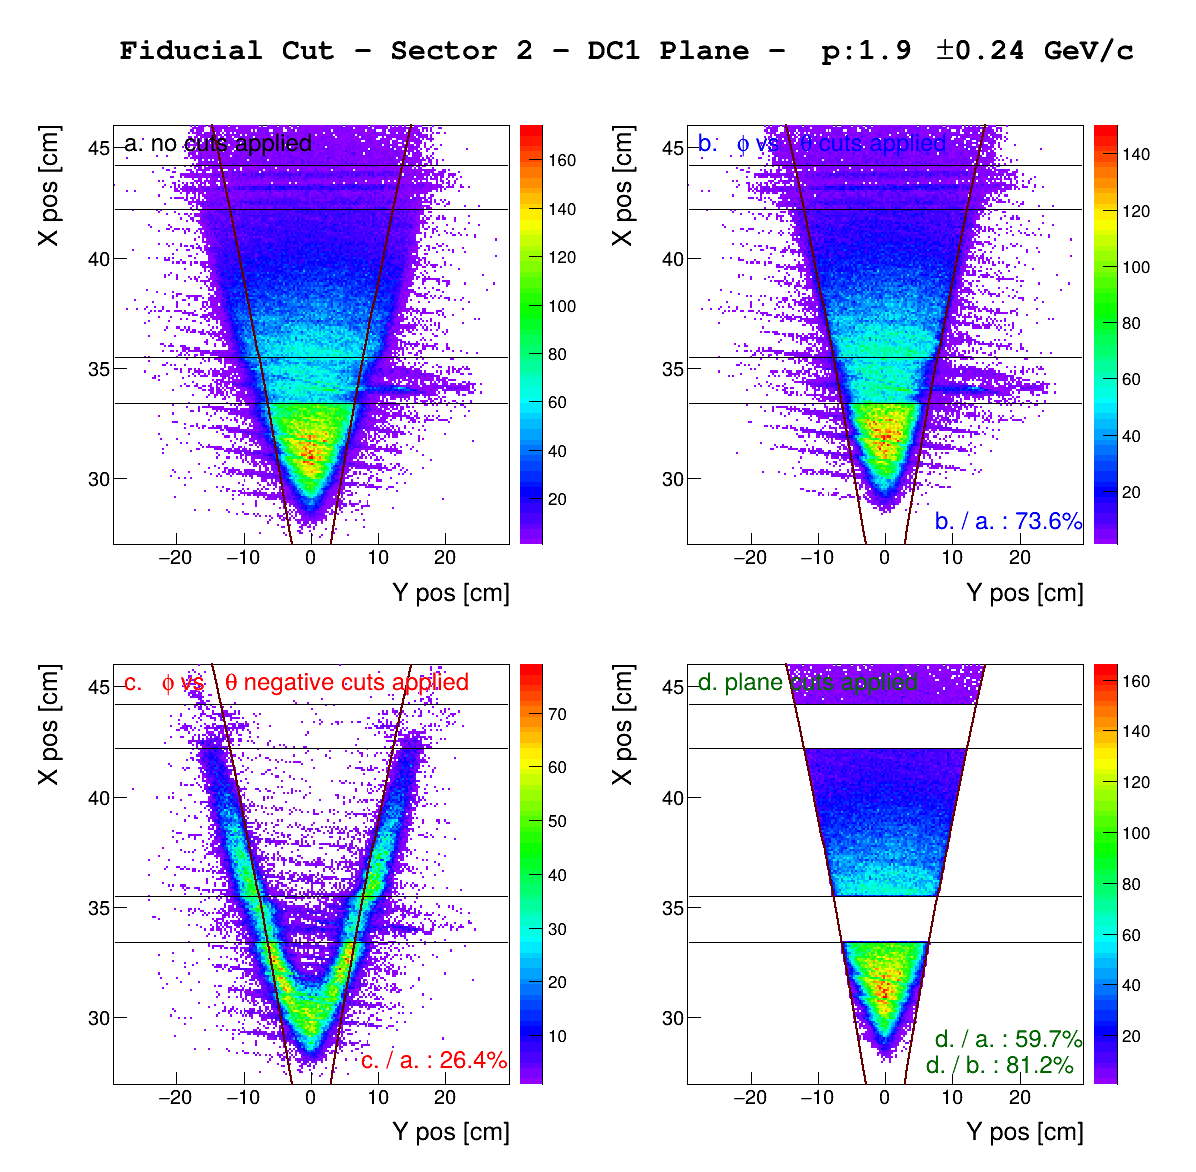 Fiducial Cut – Sector 2 – DC1 Plane –  p:1.9 ±0.24 GeV/c
X pos [cm]
a. no cuts applied
45
40
35
30
−20 −10 0 10 20
Y pos [cm]
160
140
120
100
80
60
40
20
X pos [cm]
b. ϕ vs θ cuts applied
45
40
35
30
b. / a. : 73.6%
−20 −10 0 10 20
Y pos [cm]
140
120
100
80
60
40
20
X pos [cm]
c. ϕ vs θ negative cuts applied
45
40
35
30
c. / a. : 26.4%
−20 −10 0 10 20
Y pos [cm]
70
60
50
40
30
20
10
X pos [cm]
d. plane cuts applied
45
40
35
30
d. / a. : 59.7%
d. / b. : 81.2%
−20 −10 0 10 20
Y pos [cm]
160
140
120
100
80
60
40
20